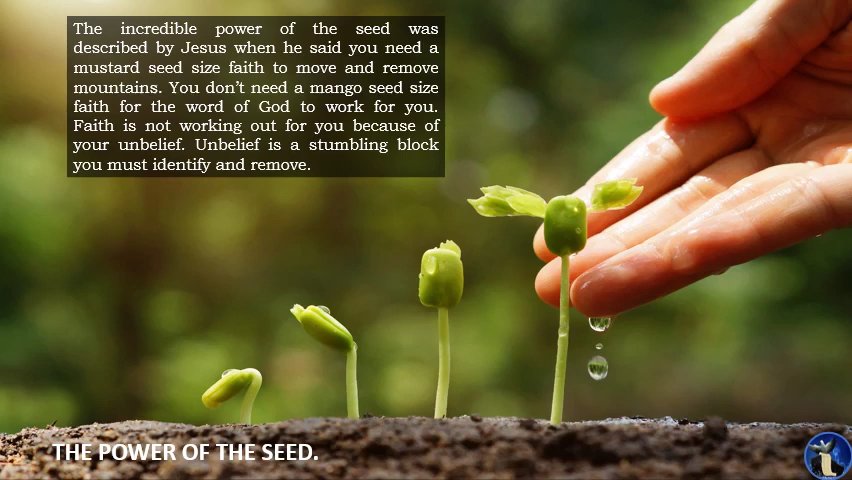 The incredible power of the seed was
described by Jesus when he said you need a
mustard seed size faith to move and remove
mountains. You don’t need a mango seed size
faith for the word of God to work for you.
Faith is not working out for you because of
your unbelief. Unbelief is a stumbling block
you must identify and remove.
THE POWER OF THE SEED.